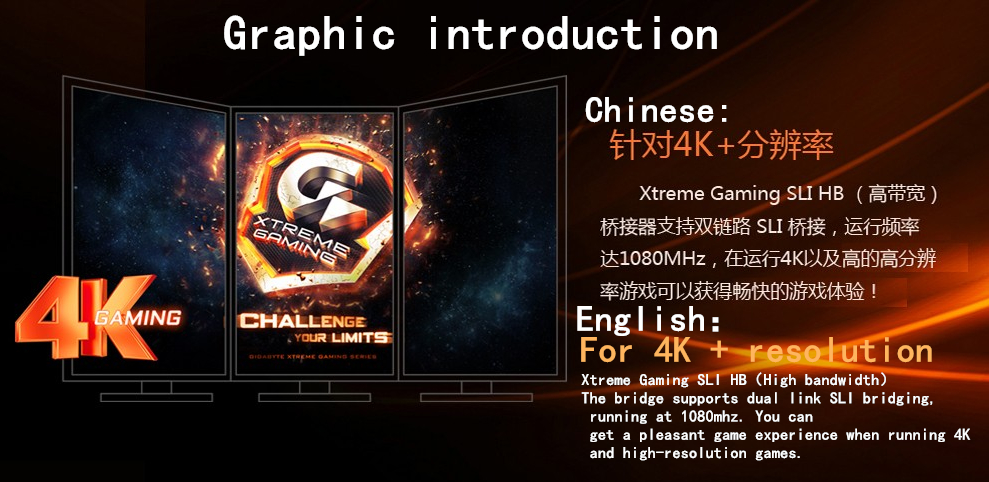 Graphic introduction
Chinese:
针对4K+分辨率
Xtreme Gaming SLI HB（高带宽）
桥接器支持双链路 SLI 桥接，运行频率
达1080MHz，在运行4K以及高的高分辨
率游戏可以获得畅快的游戏体验！
English：
For 4K + resolution
Xtreme Gaming SLI HB (High bandwidth)
The bridge supports dual link SLI bridging,
running at 1080mhz. You can
get a pleasant game experience when running 4K
and high-resolution games.
XTREME
GAMING
4K GAMING
CHALLENGE
YOUR LIMITS
GIGABYTE XTREME GAMING SERIES